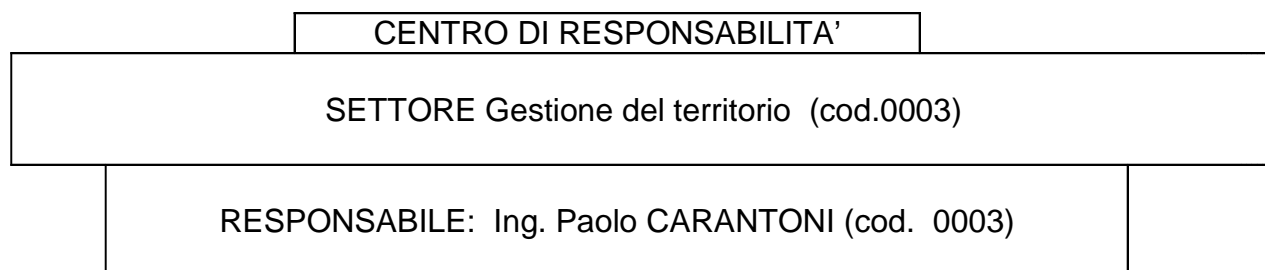 CENTRO DI RESPONSABILITA’
SETTORE Gestione del territorio (cod.0003)
RESPONSABILE: Ing. Paolo CARANTONI (cod. 0003)